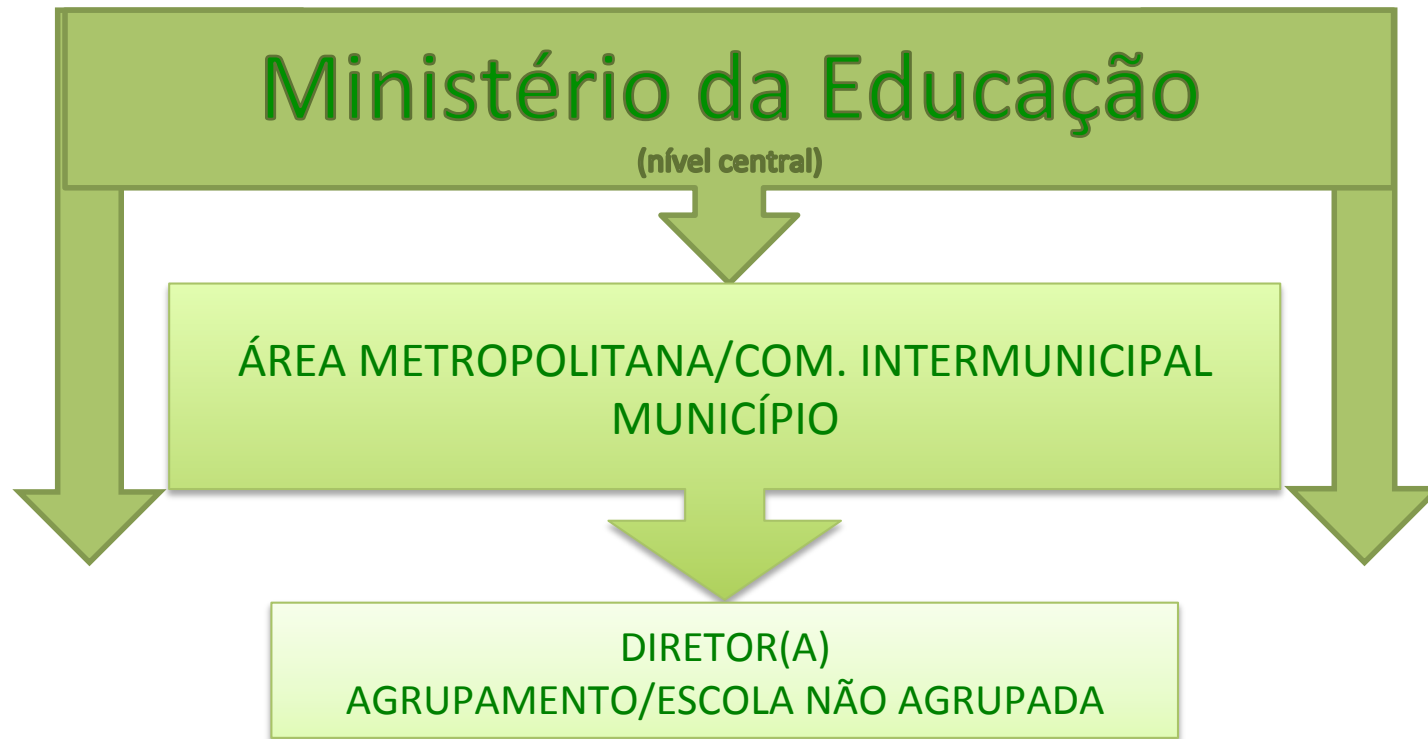 Ministério da Educação
(nível central)
ÁREA METROPOLITANA/COM. INTERMUNICIPAL
MUNICÍPIO
DIRETOR(A)
AGRUPAMENTO/ESCOLA NÃO AGRUPADA